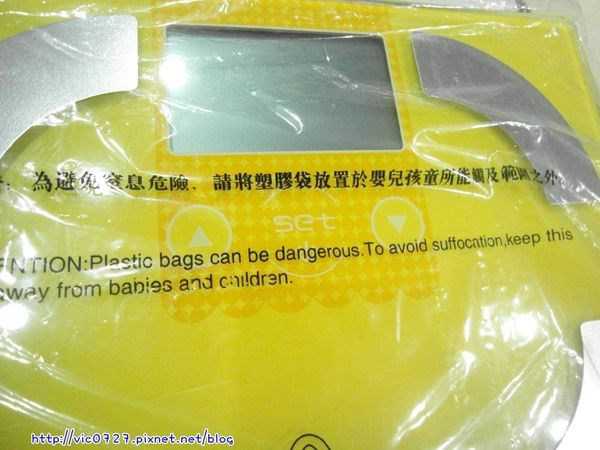 為避免窒息危險，請將塑膠袋放置於嬰兒孩童所能觸及範圍之外
set
ENTION:Plastic bags can be dangerous.To avoid suffocation,keep this
away from babies and children.
http://vic0727.pixnet.net/blog